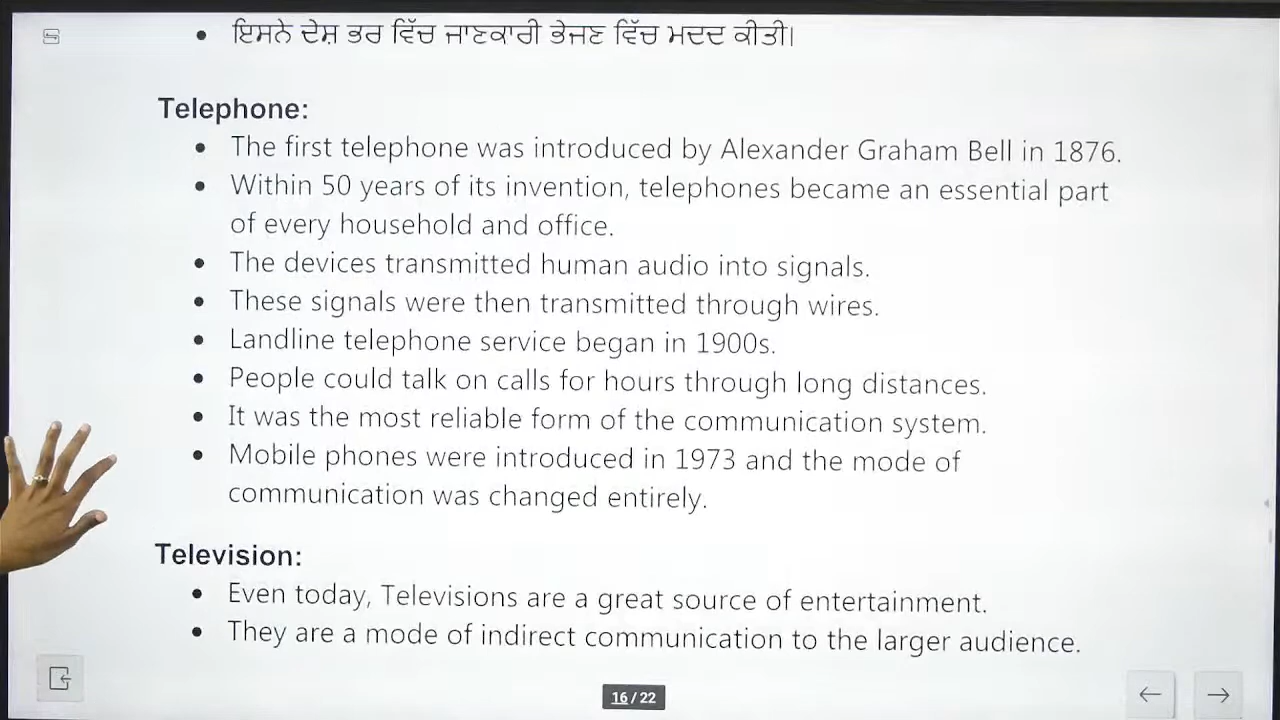 • ਇਸਨੇ ਦੇਸ਼ ਭਰ ਵਿੱਚ ਜਾਣਕਾਰੀ ਭੇਜਣ ਵਿੱਚ ਮਦਦ ਕੀਤੀ।
Telephone:
• The first telephone was introduced by Alexander Graham Bell in 1876.
• Within 50 years of its invention, telephones became an essential part
of every household and office.
• The devices transmitted human audio into signals.
• These signals were then transmitted through wires.
• Landline telephone service began in 1900s.
• People could talk on calls for hours through long distances.
• It was the most reliable form of the communication system.
• Mobile phones were introduced in 1973 and the mode of
communication was changed entirely.
Television:
• Even today, Televisions are a great source of entertainment.
• They are a mode of indirect communication to the larger audience.
16 / 22